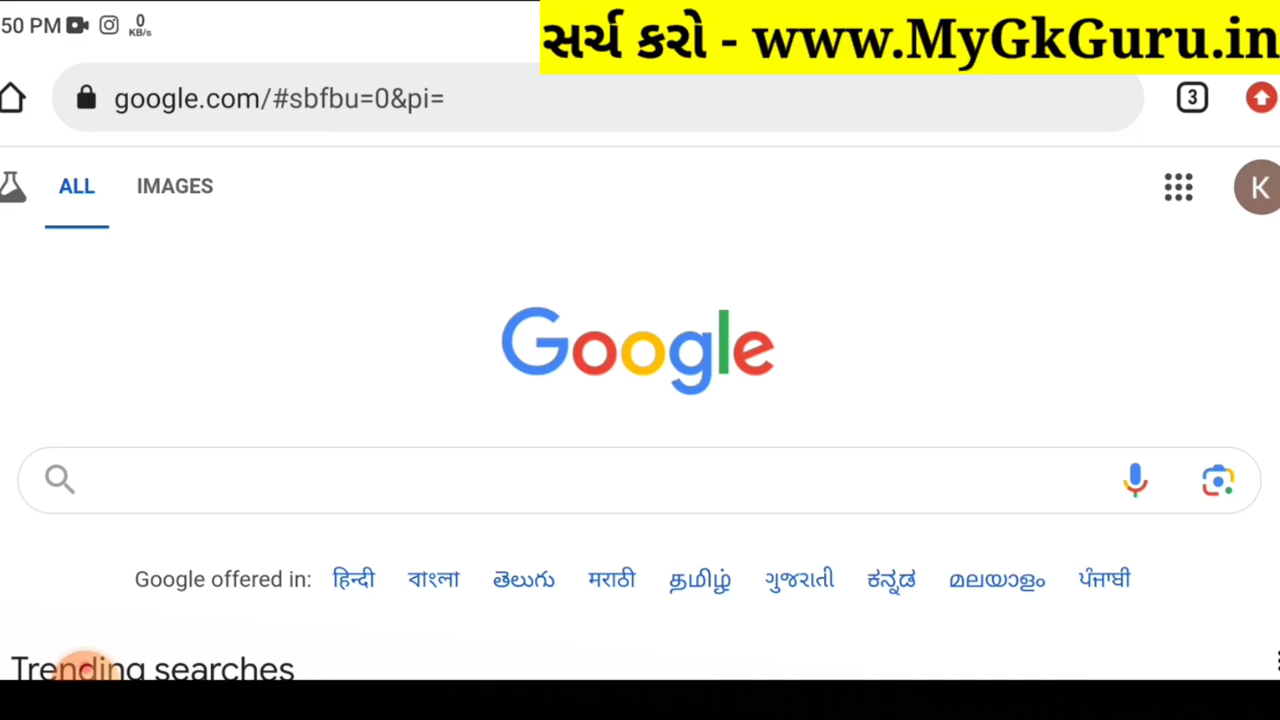 50 PM 0 KB/s
સર્ચ કરો - www.MyGkGuru.in
google.com/#sbfbu=0&pi=
3
ALL IMAGES
K
Google
Google offered in: हिन्दी বাংলা తెలుగు मराठी தமிழ் ગુજરાતી ಕನ್ನಡ മലയാളം ਪੰਜਾਬੀ
Trending searches